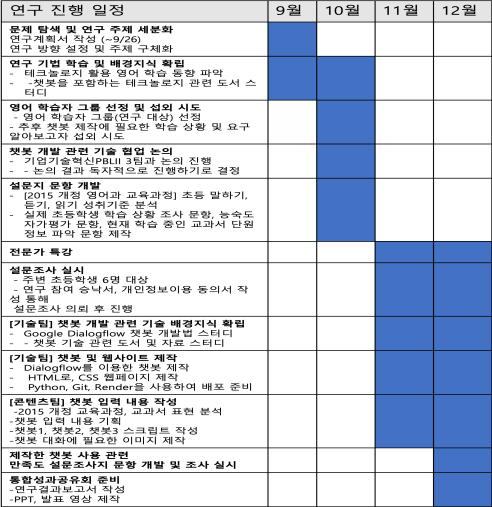 연구 진행 일정 9월 10월 11월 12월
문제 탐색 및 연구 주제 세분화
연구계획서 작성 (~9/26)
연구 방향 설정 및 주제 구체화
연구 기법 학습 및 배경지식 확립
- 테크놀로지 활용 영어 학습 동향 파악
- -챗봇을 포함하는 테크놀로지 관련 도서 스
터디
영어 학습자 그룹 선정 및 섭외 시도
- 영어 학습자 그룹(연구 대상) 선정
- 추후 챗봇 제작에 필요한 학습 상황 및 요구
알아보고자 섭외 시도
챗봇 개발 관련 기술 협업 논의
- 기업기술혁신PBLII 3팀과 논의 진행
- - 논의 결과 독자적으로 진행하기로 결정
설문지 문항 개발
- [2015 개정 영어과 교육과정] 초등 말하기,
듣기, 읽기 성취기준 분석
- 실제 초등학생 학습 상황 조사 문항, 능숙도
자가평가 문항, 현재 학습 중인 교과서 단원
정보 파악 문항 제작
전문가 특강
설문조사 실시
- 주변 초등학생 6명 대상
- 연구 참여 승낙서, 개인정보이용 동의서 작
성 통해
설문조사 의뢰 후 진행
[기술팀] 챗봇 개발 관련 기술 배경지식 확립
- Google Dialogflow 챗봇 개발법 스터디
- - 챗봇 기술 관련 도서 및 자료 스터디
[기술팀] 챗봇 및 웹사이트 제작
- Dialogflow를 이용한 챗봇 제작
- HTML로, CSS 웹페이지 제작
- Python, Git, Render을 사용하여 배포 준비
[콘텐츠팀] 챗봇 입력 내용 작성
-2015 개정 교육과정, 교과서 표현 분석
-챗봇 입력 내용 기획
-챗봇1, 챗봇2, 챗봇3 스크립트 작성
-챗봇 대화에 필요한 이미지 제작
제작한 챗봇 사용 관련
만족도 설문조사지 문항 개발 및 조사 실시
통합성과공유회 준비
-연구결과보고서 작성
-PPT, 발표 영상 제작